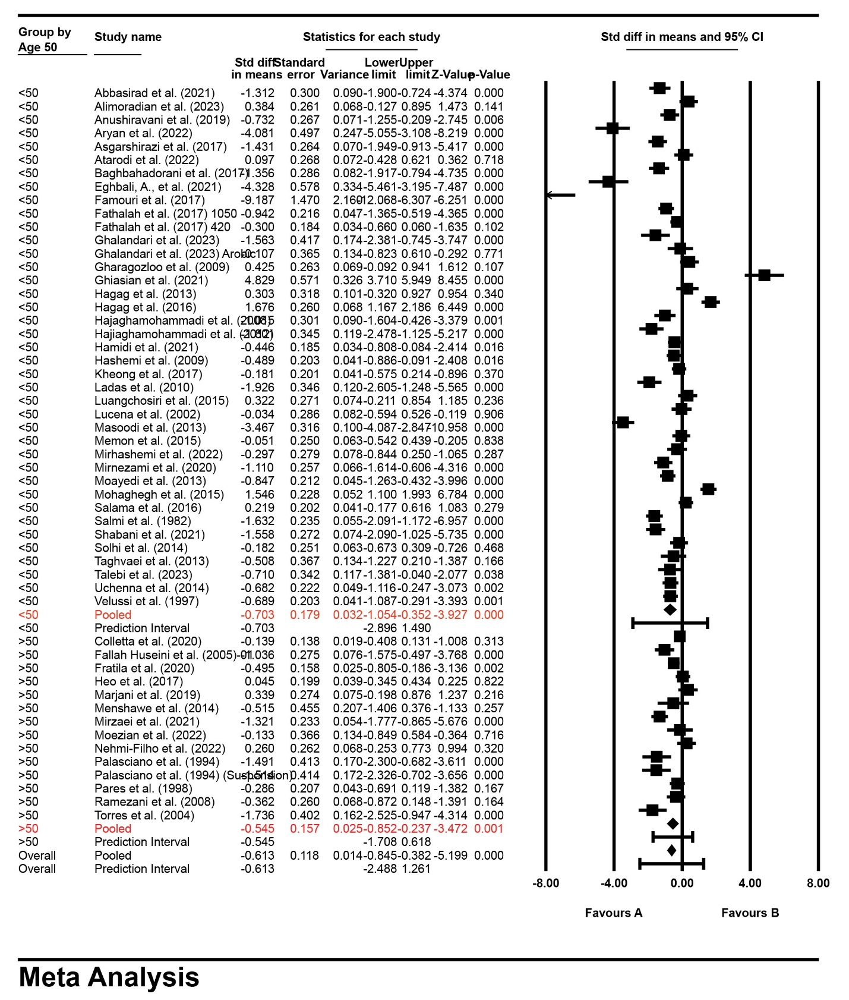 Group by
Age 50
Study name
Statistics for each study
Std diff in means and 95% CI
Std diff in means Standard error Variance Lower limit Upper limit Z-Value p-Value
<50 Abbasirad et al. (2021) -1.312 0.300 0.090 -1.900 -0.724 -4.374 0.000
<50 Alimoradian et al. (2023) 0.384 0.261 0.068 -0.127 0.895 1.473 0.141
<50 Anushiravani et al. (2019) -0.732 0.267 0.071 -1.255 -0.209 -2.745 0.006
<50 Aryan et al. (2022) -4.081 0.497 0.247 -5.055 -3.108 -8.219 0.000
<50 Asgarshirazi et al. (2017) -1.431 0.264 0.070 -1.949 -0.913 -5.417 0.000
<50 Atarodi et al. (2022) 0.097 0.268 0.072 -0.428 0.621 0.362 0.718
<50 Baghbahadorani et al. (2017) -1.356 0.286 0.082 -1.917 -0.794 -4.735 0.000
<50 Eghbali, A., et al. (2021) -4.328 0.578 0.334 -5.461 -3.195 -7.487 0.000
<50 Famouri et al. (2017) -9.187 1.470 2.160 -12.068 -6.307 -6.251 0.000
<50 Fathalah et al. (2017) 1050 -0.942 0.216 0.047 -1.365 -0.519 -4.365 0.000
<50 Fathalah et al. (2017) 420 -0.300 0.184 0.034 -0.660 0.060 -1.635 0.102
<50 Ghalandari et al. (2023) -1.563 0.417 0.174 -2.381 -0.745 -3.747 0.000
<50 Ghalandari et al. (2023) Arobic -0.107 0.365 0.134 -0.823 0.610 -0.292 0.771
<50 Gharagozloo et al. (2009) 0.425 0.263 0.069 -0.092 0.941 1.612 0.107
<50 Ghiasian et al. (2021) 4.829 0.571 0.326 3.710 5.949 8.455 0.000
<50 Hagag et al. (2013) 0.303 0.318 0.101 -0.320 0.927 0.954 0.340
<50 Hagag et al. (2016) 1.676 0.260 0.068 1.167 2.186 6.449 0.000
<50 Hajaghamohammadi et al. (2008) -1.015 0.301 0.090 -1.604 -0.426 -3.379 0.001
<50 Hajiaghamohammadi et al. (2012) -1.802 0.345 0.119 -2.478 -1.125 -5.217 0.000
<50 Hamidi et al. (2021) -0.446 0.185 0.034 -0.808 -0.084 -2.414 0.016
<50 Hashemi et al. (2009) -0.489 0.203 0.041 -0.886 -0.091 -2.408 0.016
<50 Kheong et al. (2017) -0.181 0.201 0.041 -0.575 0.214 -0.896 0.370
<50 Ladas et al. (2010) -1.926 0.346 0.120 -2.605 -1.248 -5.565 0.000
<50 Luangchosiri et al. (2015) 0.322 0.271 0.074 -0.211 0.854 1.185 0.236
<50 Lucena et al. (2002) -0.034 0.286 0.082 -0.594 0.526 -0.119 0.906
<50 Masoodi et al. (2013) -3.467 0.316 0.100 -4.087 -2.847 -10.958 0.000
<50 Memon et al. (2015) -0.051 0.250 0.063 -0.542 0.439 -0.205 0.838
<50 Mirhashemi et al. (2022) -0.297 0.279 0.078 -0.844 0.250 -1.065 0.287
<50 Mirnezami et al. (2020) -1.110 0.257 0.066 -1.614 -0.606 -4.316 0.000
<50 Moayedi et al. (2013) -0.847 0.212 0.045 -1.263 -0.432 -3.996 0.000
<50 Mohaghegh et al. (2015) 1.546 0.228 0.052 1.100 1.993 6.784 0.000
<50 Salama et al. (2016) 0.219 0.202 0.041 -0.177 0.616 1.083 0.279
<50 Salmi et al. (1982) -1.632 0.235 0.055 -2.091 -1.172 -6.957 0.000
<50 Shabani et al. (2021) -1.558 0.272 0.074 -2.090 -1.025 -5.735 0.000
<50 Solhi et al. (2014) -0.182 0.251 0.063 -0.673 0.309 -0.726 0.468
<50 Taghvaei et al. (2013) -0.508 0.367 0.134 -1.227 0.210 -1.387 0.166
<50 Talebi et al. (2023) -0.710 0.342 0.117 -1.381 -0.040 -2.077 0.038
<50 Uchenna et al. (2014) -0.682 0.222 0.049 -1.116 -0.247 -3.073 0.002
<50 Velussi et al. (1997) -0.689 0.203 0.041 -1.087 -0.291 -3.393 0.001
<50 Pooled -0.703 0.179 0.032 -1.054 -0.352 -3.927 0.000
<50 Prediction Interval -0.703 -2.896 1.490
>50 Colletta et al. (2020) -0.139 0.138 0.019 -0.408 0.131 -1.008 0.313
>50 Fallah Huseini et al. (2005)-01 -1.036 0.275 0.076 -1.575 -0.497 -3.768 0.000
>50 Fratila et al. (2020) -0.495 0.158 0.025 -0.805 -0.186 -3.136 0.002
>50 Heo et al. (2017) 0.045 0.199 0.039 -0.345 0.434 0.225 0.822
>50 Marjani et al. (2019) 0.339 0.274 0.075 -0.198 0.876 1.237 0.216
>50 Menshawe et al. (2014) -0.515 0.455 0.207 -1.406 0.376 -1.133 0.257
>50 Mirzaei et al. (2021) -1.321 0.233 0.054 -1.777 -0.865 -5.676 0.000
>50 Moezian et al. (2022) -0.133 0.366 0.134 -0.849 0.584 -0.364 0.716
>50 Nehmi-Filho et al. (2022) 0.260 0.262 0.068 -0.253 0.773 0.994 0.320
>50 Palasciano et al. (1994) -1.491 0.413 0.170 -2.300 -0.682 -3.611 0.000
>50 Palasciano et al. (1994) (Suspension) -1.514 0.414 0.172 -2.326 -0.702 -3.656 0.000
>50 Pares et al. (1998) -0.286 0.207 0.043 -0.691 0.119 -1.382 0.167
>50 Ramezani et al. (2008) -0.362 0.260 0.068 -0.872 0.148 -1.391 0.164
>50 Torres et al. (2004) -1.736 0.402 0.162 -2.525 -0.947 -4.314 0.000
>50 Pooled -0.545 0.157 0.025 -0.852 -0.237 -3.472 0.001
>50 Prediction Interval -0.545 -1.708 0.618
Overall Pooled -0.613 0.118 0.014 -0.845 -0.382 -5.199 0.000
Overall Prediction Interval -0.613 -2.488 1.261
-8.00 -4.00 0.00 4.00 8.00
Favours A Favours B
Meta Analysis